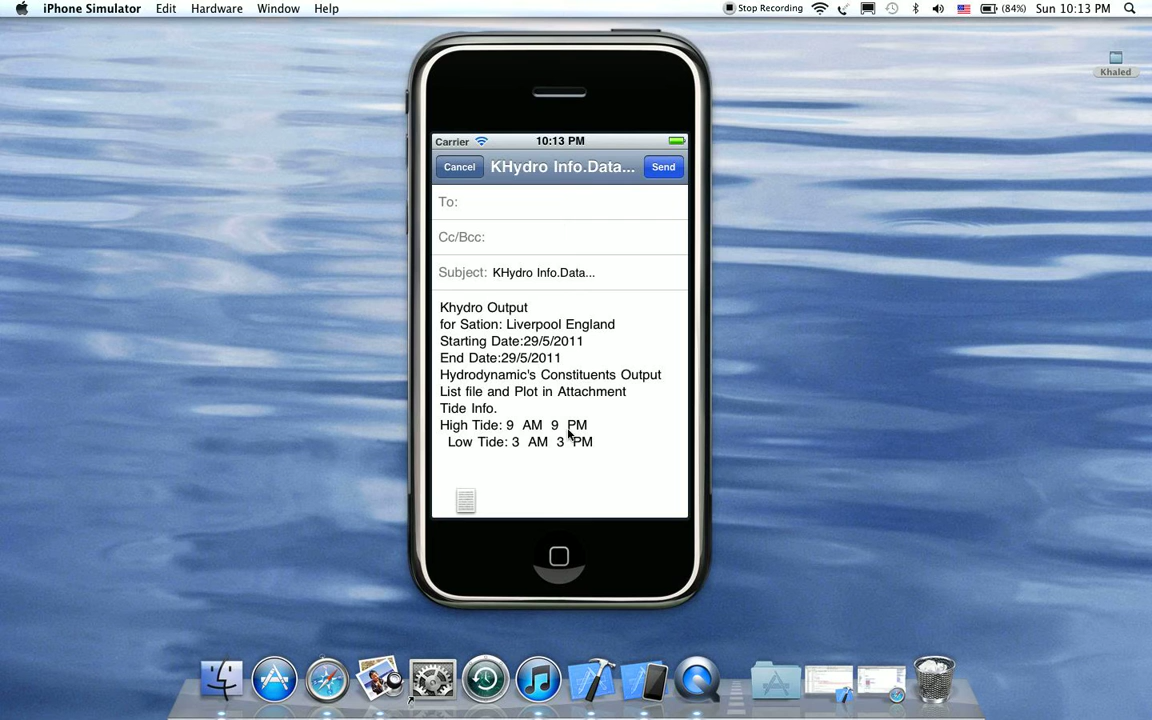 iPhone Simulator Edit Hardware Window Help Stop Recording (84%) Sun 10:13 PM
Khaled
Carrier 10:13 PM
Cancel KHydro Info.Data... Send
To:
Cc/Bcc:
Subject: KHydro Info.Data...
Khydro Output
for Sation: Liverpool England
Starting Date:29/5/2011
End Date:29/5/2011
Hydrodynamic's Constituents Output
List file and Plot in Attachment
Tide Info.
High Tide: 9 AM 9 PM
Low Tide: 3 AM 3 PM